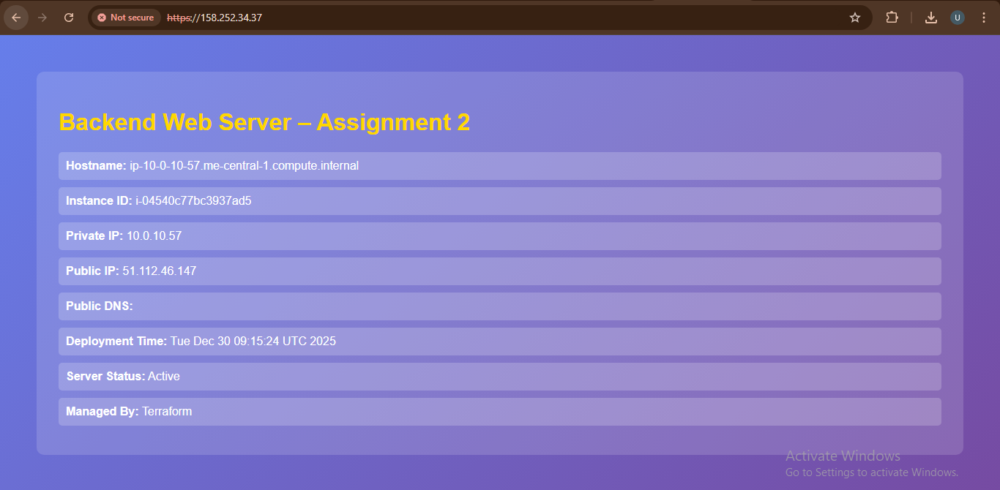 Not secure
https://158.252.34.37
U
Backend Web Server – Assignment 2
Hostname: ip-10-0-10-57.me-central-1.compute.internal
Instance ID: i-04540c77bc3937ad5
Private IP: 10.0.10.57
Public IP: 51.112.46.147
Public DNS:
Deployment Time: Tue Dec 30 09:15:24 UTC 2025
Server Status: Active
Managed By: Terraform
Activate Windows
Go to Settings to activate Windows.